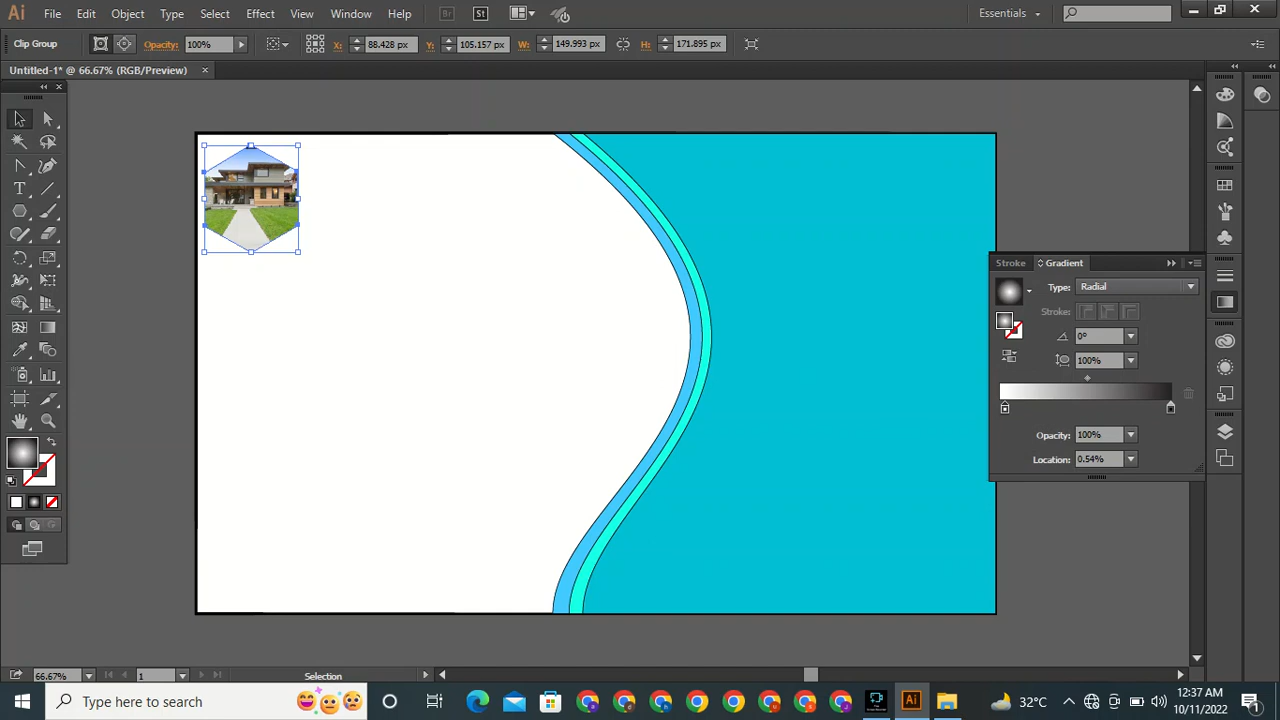 Ai File Edit Object Type Select Effect View Window Help Br St Essentials
Clip Group Opacity: 100% X: 88.428 px Y: 105.157 px W: 149.993 px H: 171.895 px
Untitled-1* @ 66.67% (RGB/Preview)
Stroke Gradient
Type: Radial
Stroke:
0°
100%
Opacity: 100%
Location: 0.54%
66.67% 1 Selection
Type here to search
Ai
32°C
12:37 AM
10/11/2022
1